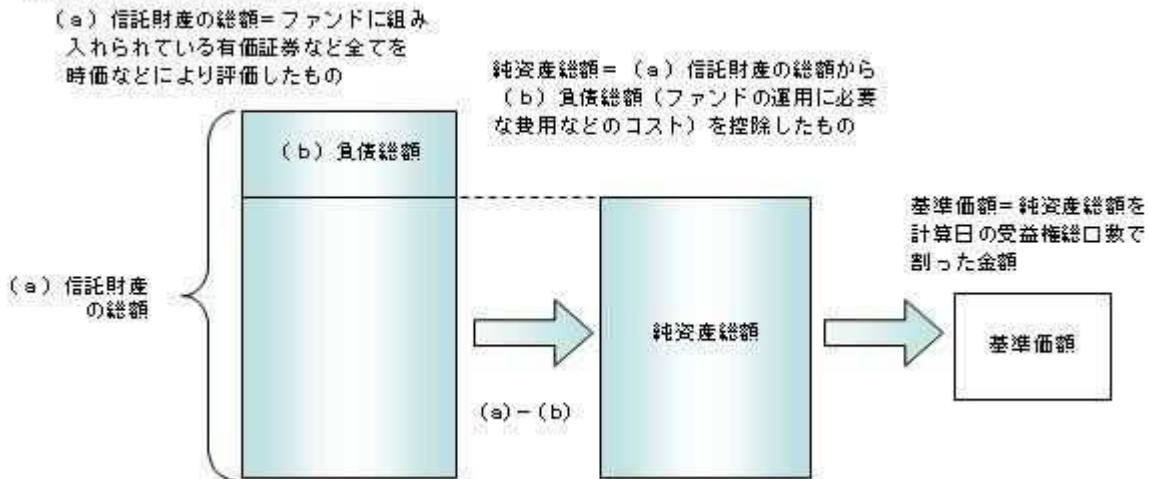 (a)信託財産の総額=ファンドに組み
入れられている有価証券など全てを
時価などにより評価したもの
純資産総額=(a)信託財産の総額から
(b)負債総額(ファンドの運用に必要
な費用などのコスト)を控除したもの
(b)負債総額
基準価額=純資産総額を
計算日の受益権総口数で
割った金額
(a)信託財産
の総額
純資産総額
基準価額
(a)-(b)